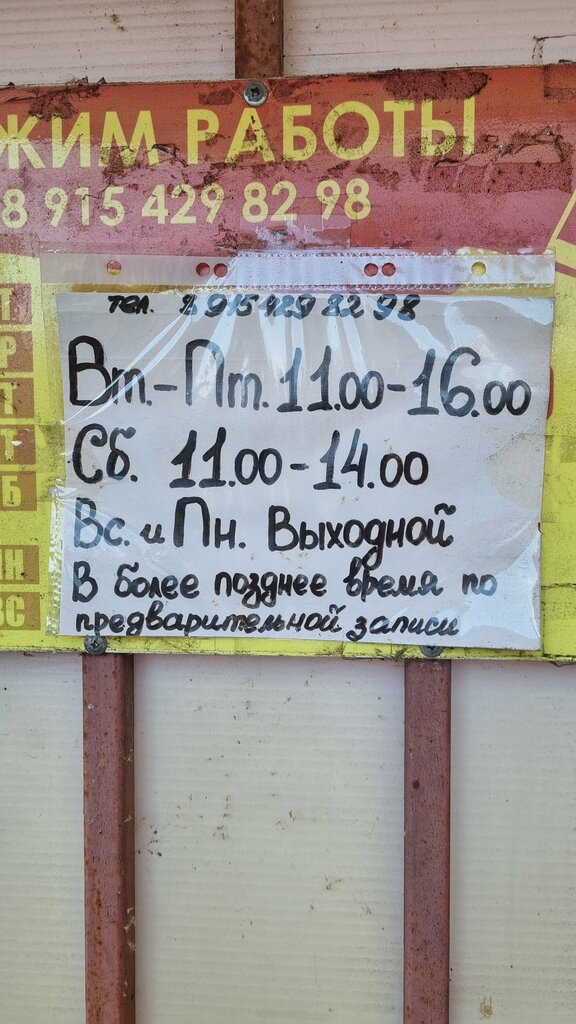 ЖИМ РАБОТЫ
8 915 429 82 98
тел. 8 915 429 82 98
Вт.-Пт. 11.00-16.00
Сб. 11.00-14.00
Вс. и Пн. Выходной
В более позднее время по
предварительной записи
Т
Р
Т
Т
Б
Н
ВС